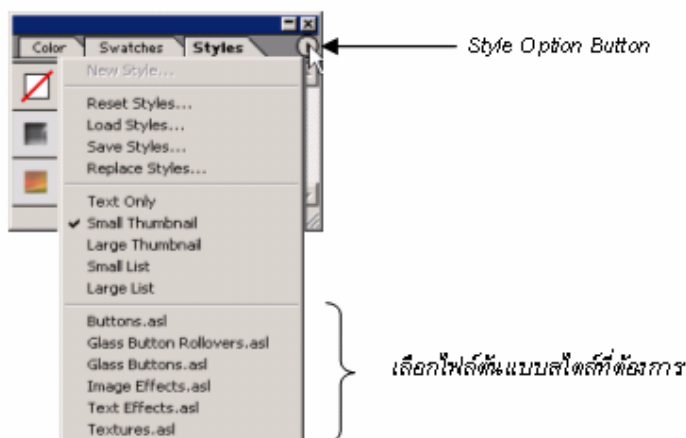 Color Swatches Styles
Style Option Button
New Style...
Reset Styles...
Load Styles...
Save Styles...
Replace Styles...
Text Only
Small Thumbnail
Large Thumbnail
Small List
Large List
Buttons.asl
Glass Button Rollovers.asl
Glass Buttons.asl
Image Effects.asl
Text Effects.asl
Textures.asl
เลือกไฟล์ต้นแบบสไตล์ที่ต้องการ